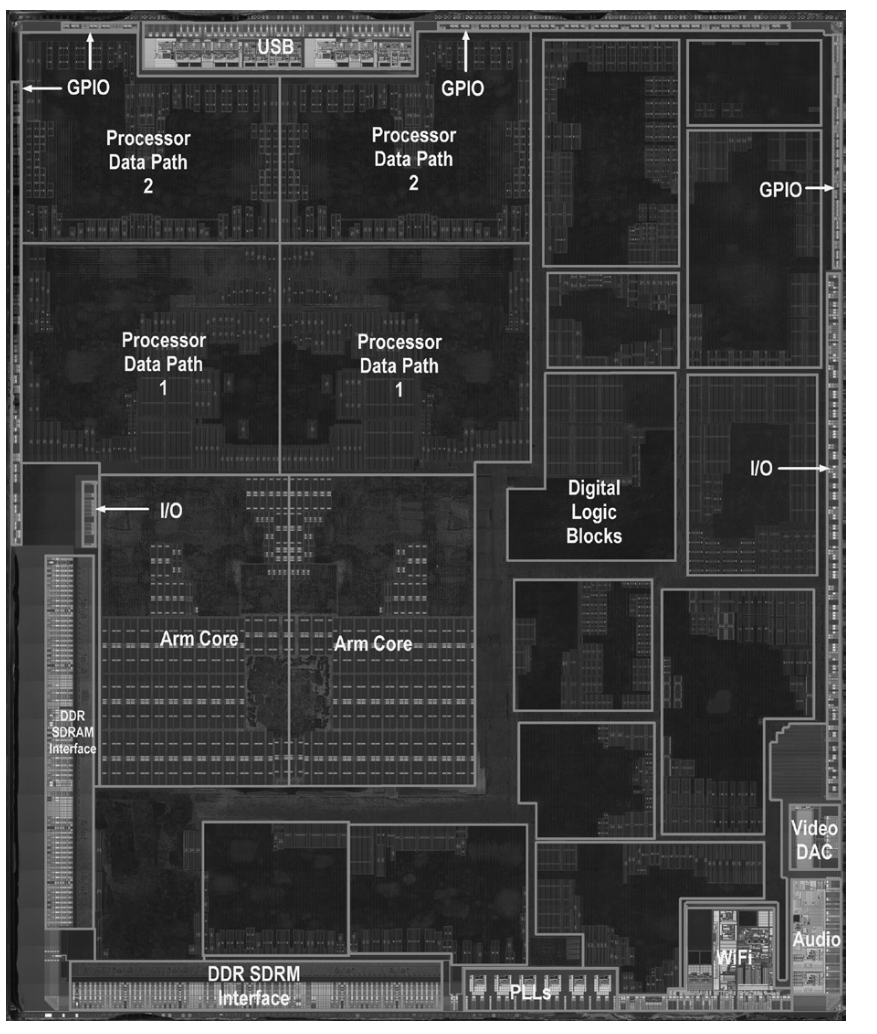 USB
GPIO
GPIO
Processor
Data Path
2
Processor
Data Path
2
GPIO
Processor
Data Path
1
Processor
Data Path
1
I/O
Digital
Logic
Blocks
I/O
Arm Core
Arm Core
DDR
SDRAM
Interface
Video
DAC
Audio
WiFi
DDR SDRM
Interface
PLLs